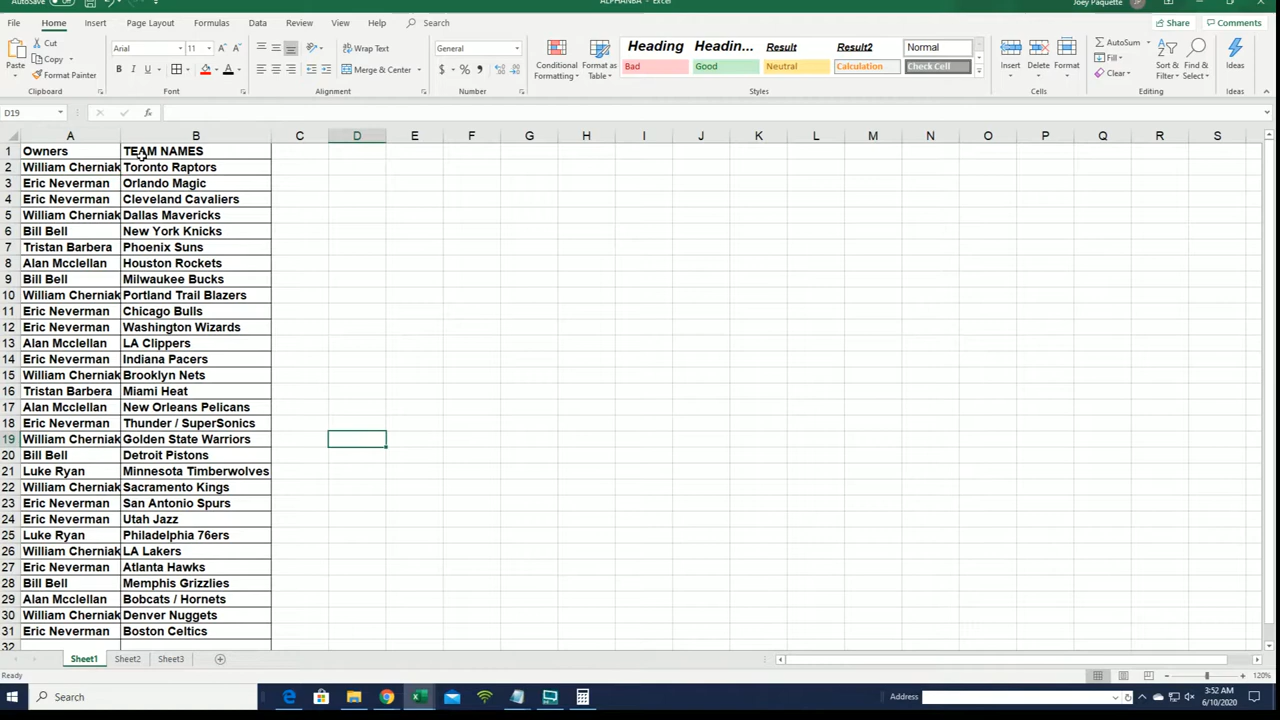 AutoSave Off ALPHANBA - Excel Joey Paquette JP
File Home Insert Page Layout Formulas Data Review View Help Search Share Comments
Paste Cut Copy Format Painter Clipboard
Arial 11 A A B I U A Font
Wrap Text Merge & Center Alignment
General $ % , Number
Conditional Formatting Format as Table
Heading Headin... Result Result2 Normal
Bad Good Neutral Calculation Check Cell
Styles
Insert Delete Format Cells
AutoSum Fill Clear Sort & Filter Find & Select Editing
Ideas Ideas
D19 fx
A B C D E F G H I J K L M N O P Q R S
1 Owners TEAM NAMES
2 William Cherniak Toronto Raptors
3 Eric Neverman Orlando Magic
4 Eric Neverman Cleveland Cavaliers
5 William Cherniak Dallas Mavericks
6 Bill Bell New York Knicks
7 Tristan Barbera Phoenix Suns
8 Alan Mcclellan Houston Rockets
9 Bill Bell Milwaukee Bucks
10 William Cherniak Portland Trail Blazers
11 Eric Neverman Chicago Bulls
12 Eric Neverman Washington Wizards
13 Alan Mcclellan LA Clippers
14 Eric Neverman Indiana Pacers
15 William Cherniak Brooklyn Nets
16 Tristan Barbera Miami Heat
17 Alan Mcclellan New Orleans Pelicans
18 Eric Neverman Thunder / SuperSonics
19 William Cherniak Golden State Warriors
20 Bill Bell Detroit Pistons
21 Luke Ryan Minnesota Timberwolves
22 William Cherniak Sacramento Kings
23 Eric Neverman San Antonio Spurs
24 Eric Neverman Utah Jazz
25 Luke Ryan Philadelphia 76ers
26 William Cherniak LA Lakers
27 Eric Neverman Atlanta Hawks
28 Bill Bell Memphis Grizzlies
29 Alan Mcclellan Bobcats / Hornets
30 William Cherniak Denver Nuggets
31 Eric Neverman Boston Celtics
32
Sheet1 Sheet2 Sheet3
Ready 120%
Search Address 3:52 AM
6/10/2020